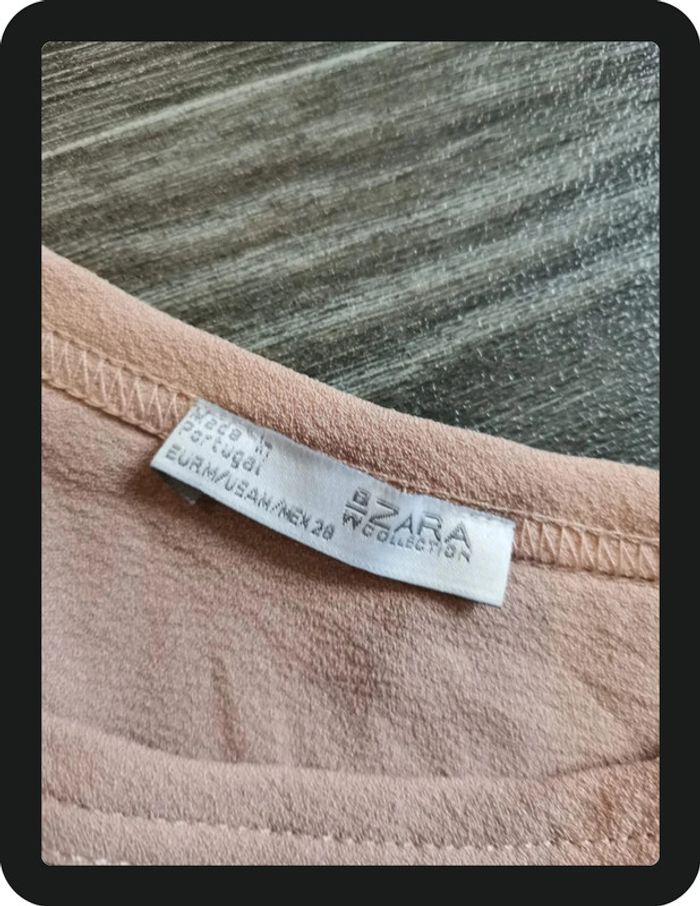 Made in
Portugal
EUR M/USA M/MEX 28
ZARA
COLLECTION